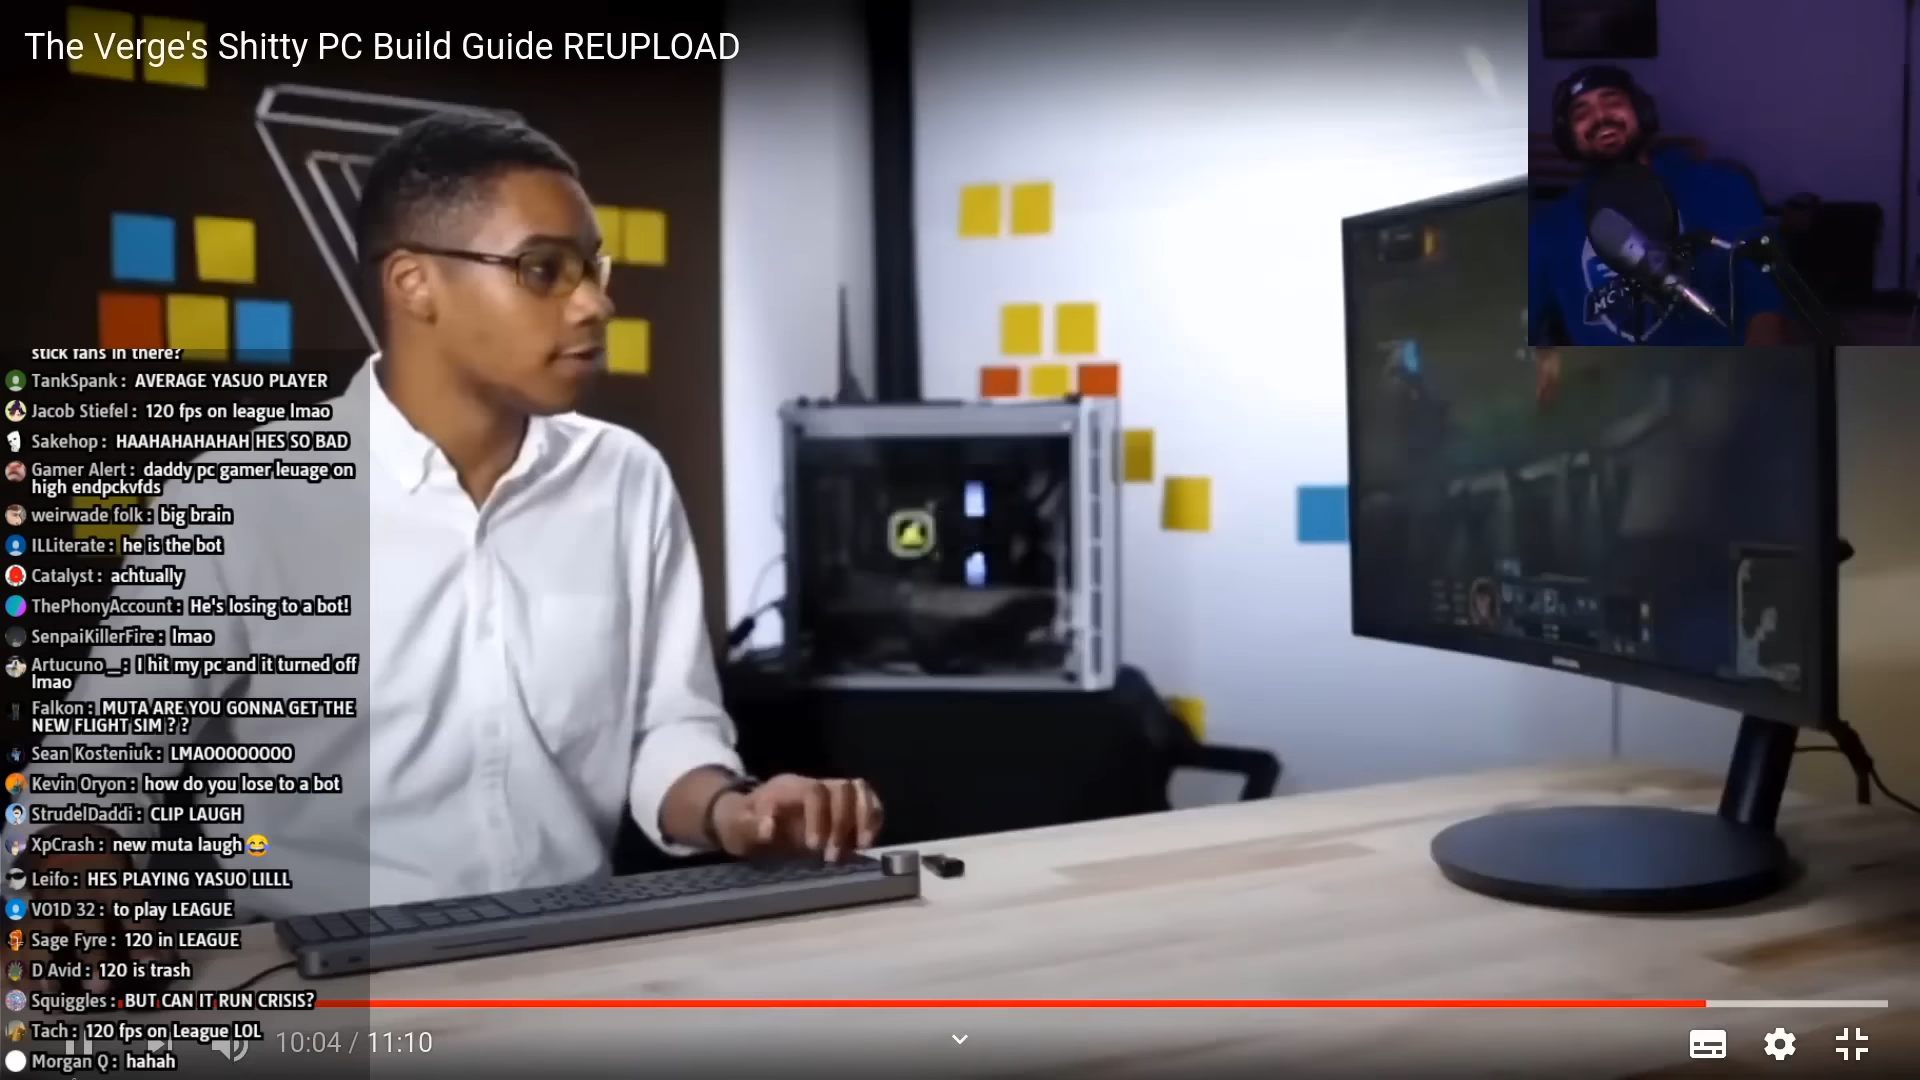 The Verge's Shitty PC Build Guide REUPLOAD
stick fans in there?
TankSpank : AVERAGE YASUO PLAYER
Jacob Stiefel : 120 fps on league lmao
Sakehop : HAAHAHAHAHAH HES SO BAD
Gamer Alert : daddy pc gamer leuage on
high endpckvfds
weirwade folk : big brain
ILLiterate : he is the bot
Catalyst : achtually
ThePhonyAccount : He's losing to a bot!
SenpaiKillerFire : lmao
Artucuno_ : I hit my pc and it turned off
lmao
Falkon : MUTA ARE YOU GONNA GET THE
NEW FLIGHT SIM ? ?
Sean Kosteniuk : LMAOOOOOOOO
Kevin Oryon : how do you lose to a bot
StrudelDaddi : CLIP LAUGH
XpCrash : new muta laugh😂
Leifo : HES PLAYING YASUO LILLL
V01D 32 : to play LEAGUE
Sage Fyre : 120 in LEAGUE
D Avid : 120 is trash
Squiggles : BUT CAN IT RUN CRISIS?
Tach : 120 fps on League LOL
Morgan Q : hahah
10:04 / 11:10